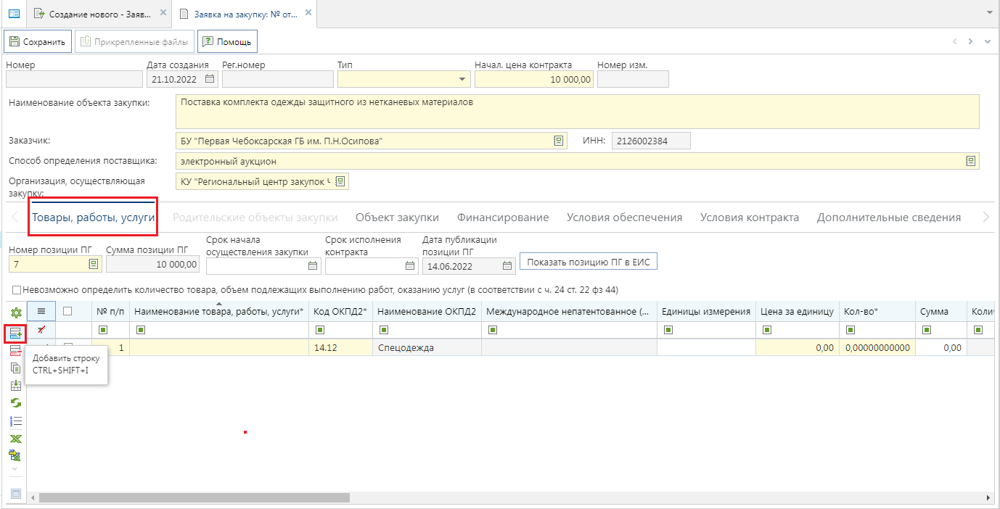 Создание нового - Заяв...
Заявка на закупку: № от...
Сохранить
Прикрепленные файлы
Помощь
Номер
Дата создания
Рег.номер
Тип
Начал. цена контракта
Номер изм.
21.10.2022
10 000,00
Наименование объекта закупки:
Поставка комплекта одежды защитного из нетканевых материалов
Заказчик:
БУ "Первая Чебоксарская ГБ им. П.Н.Осипова"
ИНН:
2126002384
Способ определения поставщика:
электронный аукцион
Организация, осуществляющая
закупку:
КУ "Региональный центр закупок Ч
Товары, работы, услуги
Родительские объекты закупки
Объект закупки
Финансирование
Условия обеспечения
Условия контракта
Дополнительные сведения
Номер позиции ПГ
Сумма позиции ПГ
Срок начала
осуществления закупки
Срок исполнения
контракта
Дата публикации
позиции ПГ
7
10 000,00
14.06.2022
Показать позицию ПГ в ЕИС
Невозможно определить количество товара, объем подлежащих выполнению работ, оказанию услуг (в соответствии с ч. 24 ст. 22 фз 44)
№ п/п
Наименование товара, работы, услуги*
Код ОКПД2*
Наименование ОКПД2
Международное непатентованное (...
Единицы измерения
Цена за единицу
Кол-во*
Сумма
Колич
1
14.12
Спецодежда
0,00
0,00000000000
0,00
Добавить строку
CTRL+SHIFT+I